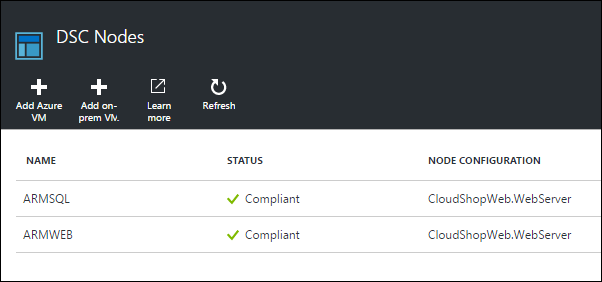 DSC Nodes
Add Azure VM
Add on-prem VM.
Learn more
Refresh
NAME STATUS NODE CONFIGURATION
ARMSQL Compliant CloudShopWeb.WebServer
ARMWEB Compliant CloudShopWeb.WebServer